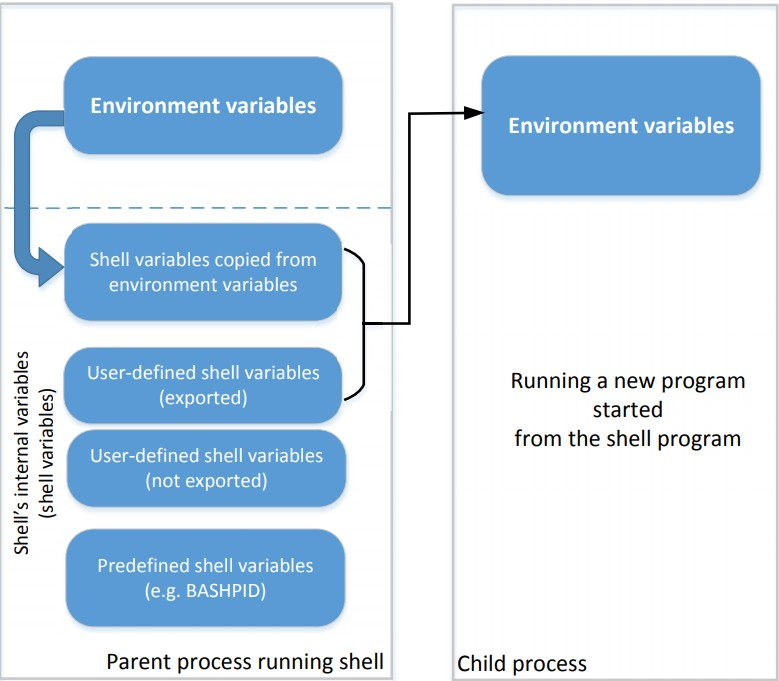 Environment variables
Shell variables copied from
environment variables
User-defined shell variables
(exported)
User-defined shell variables
(not exported)
Predefined shell variables
(e.g. BASHPID)
Shell's internal variables
(shell variables)
Parent process running shell
Environment variables
Running a new program
started
from the shell program
Child process